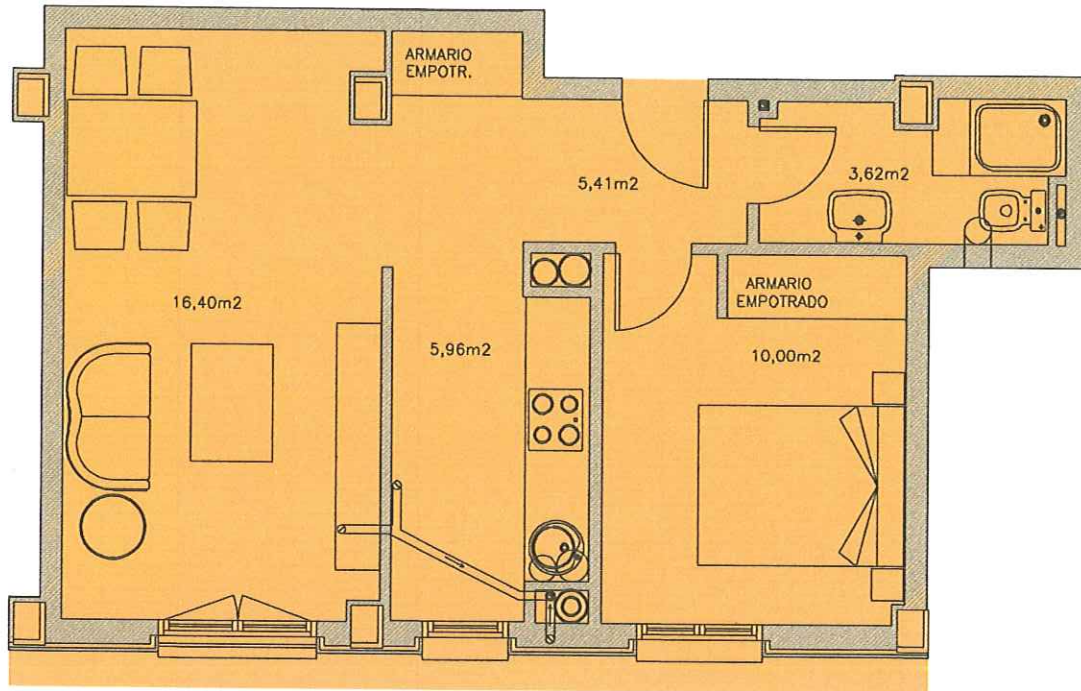 ARMARIO
EMPOTR.
5,41m2
3,62m2
16,40m2
ARMARIO
EMPOTRADO
5,96m2
10,00m2